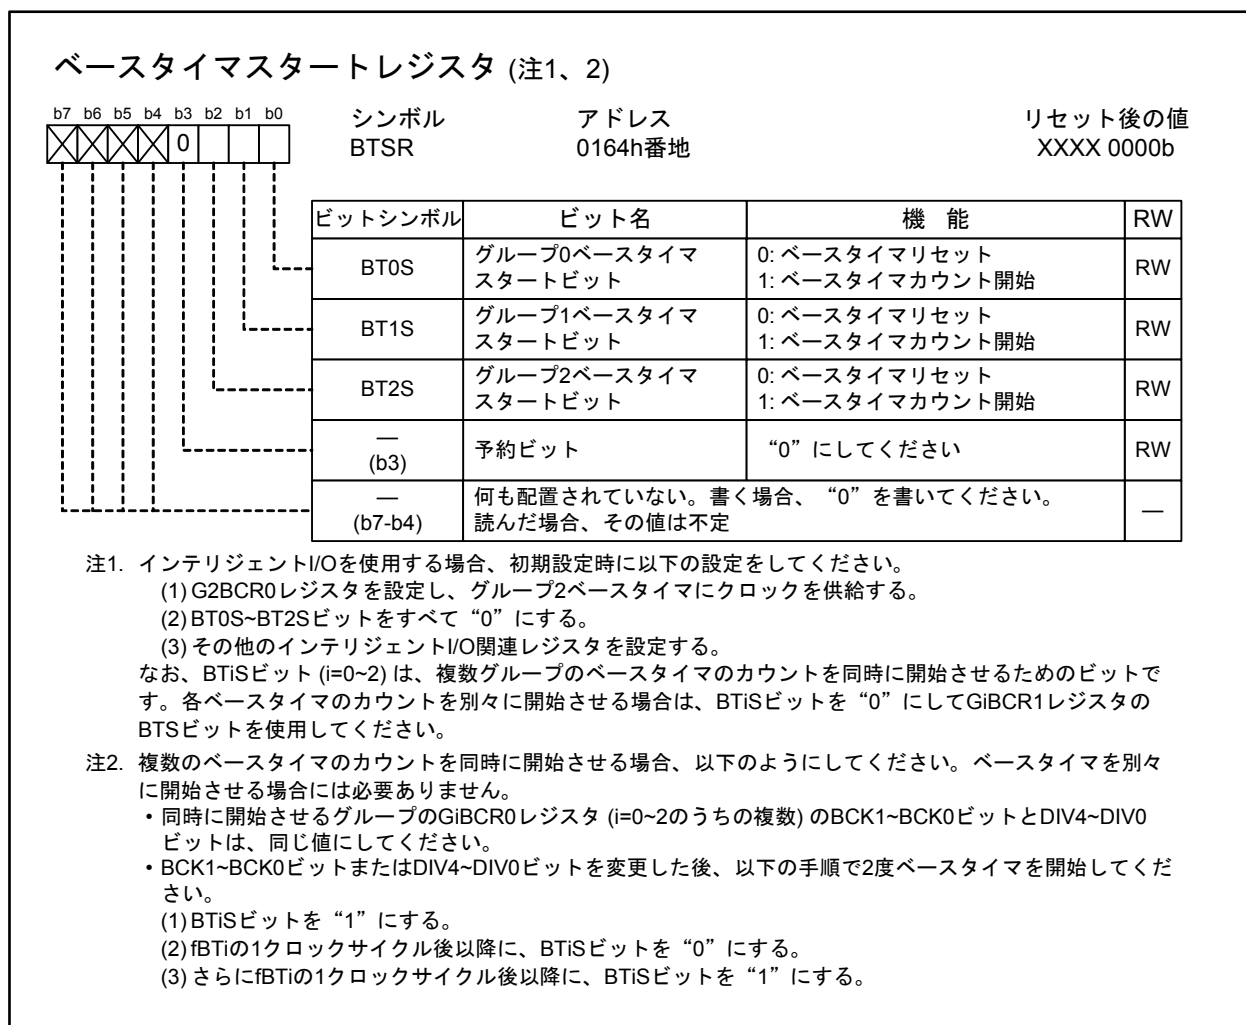 ベースタイマスタートレジスタ (注1、2)
b7 b6 b5 b4 b3 b2 b1 b0
0
シンボル
BTSR
アドレス
0164h番地
リセット後の値
XXXX 0000b
ビットシンボル ビット名 機 能 RW
BT0S
グループ0ベースタイマ
スタートビット
0: ベースタイマリセット
1: ベースタイマカウント開始
RW
BT1S
グループ1ベースタイマ
スタートビット
0: ベースタイマリセット
1: ベースタイマカウント開始
RW
BT2S
グループ2ベースタイマ
スタートビット
0: ベースタイマリセット
1: ベースタイマカウント開始
RW
—
(b3)
予約ビット
“0”にしてください
RW
—
(b7-b4)
何も配置されていない。書く場合、“0”を書いてください。
読んだ場合、その値は不定
—
注1. インテリジェントI/Oを使用する場合、初期設定時に以下の設定をしてください。
(1) G2BCR0レジスタを設定し、グループ2ベースタイマにクロックを供給する。
(2) BT0S~BT2Sビットをすべて“0”にする。
(3) その他のインテリジェントI/O関連レジスタを設定する。
なお、BTiSビット (i=0~2) は、複数グループのベースタイマのカウントを同時に開始させるためのビットで
す。各ベースタイマのカウントを別々に開始させる場合は、BTiSビットを“0”にしてGiBCR1レジスタの
BTSビットを使用してください。
注2. 複数のベースタイマのカウントを同時に開始させる場合、以下のようにしてください。ベースタイマを別々
に開始させる場合には必要ありません。
• 同時に開始させるグループのGiBCR0レジスタ (i=0~2のうちの複数) のBCK1~BCK0ビットとDIV4~DIV0
ビットは、同じ値にしてください。
• BCK1~BCK0ビットまたはDIV4~DIV0ビットを変更した後、以下の手順で2度ベースタイマを開始してくだ
さい。
(1) BTiSビットを“1”にする。
(2) fBTiの1クロックサイクル後以降に、BTiSビットを“0”にする。
(3) さらにfBTiの1クロックサイクル後以降に、BTiSビットを“1”にする。